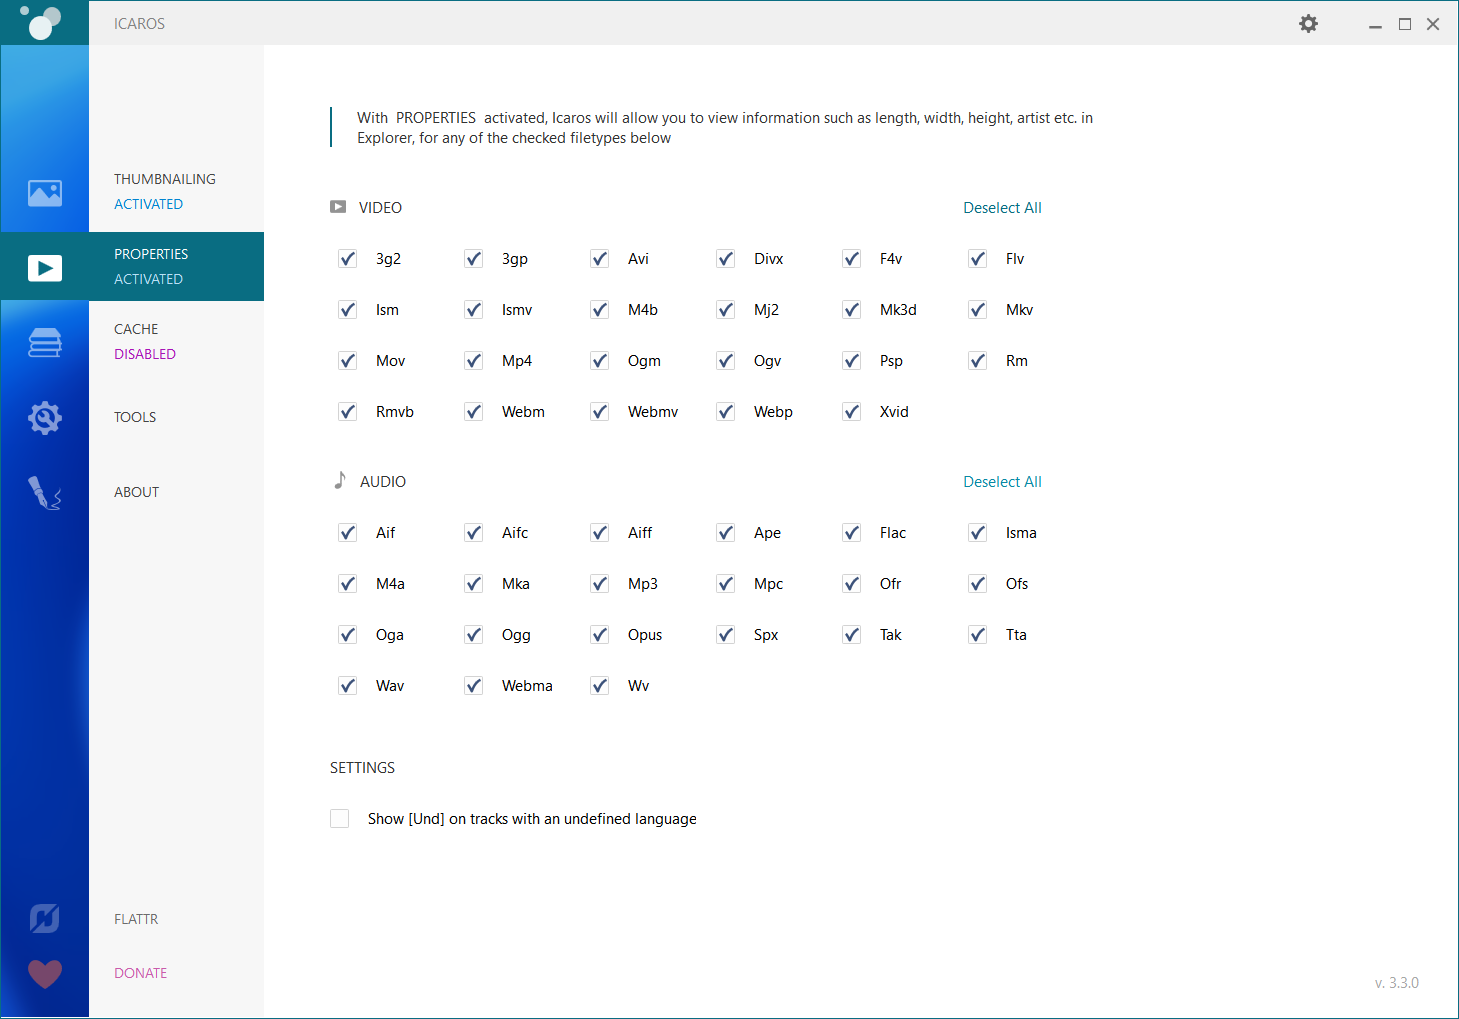 ICAROS
THUMBNAILING
ACTIVATED
PROPERTIES
ACTIVATED
CACHE
DISABLED
TOOLS
ABOUT
FLATTR
DONATE
With PROPERTIES activated, Icaros will allow you to view information such as length, width, height, artist etc. in
Explorer, for any of the checked filetypes below
VIDEO Deselect All
3g2 3gp Avi Divx F4v Flv
Ism Ismv M4b Mj2 Mk3d Mkv
Mov Mp4 Ogm Ogv Psp Rm
Rmvb Webm Webmv Webp Xvid
AUDIO Deselect All
Aif Aifc Aiff Ape Flac Isma
M4a Mka Mp3 Mpc Ofr Ofs
Oga Ogg Opus Spx Tak Tta
Wav Webma Wv
SETTINGS
Show [Und] on tracks with an undefined language
v. 3.3.0